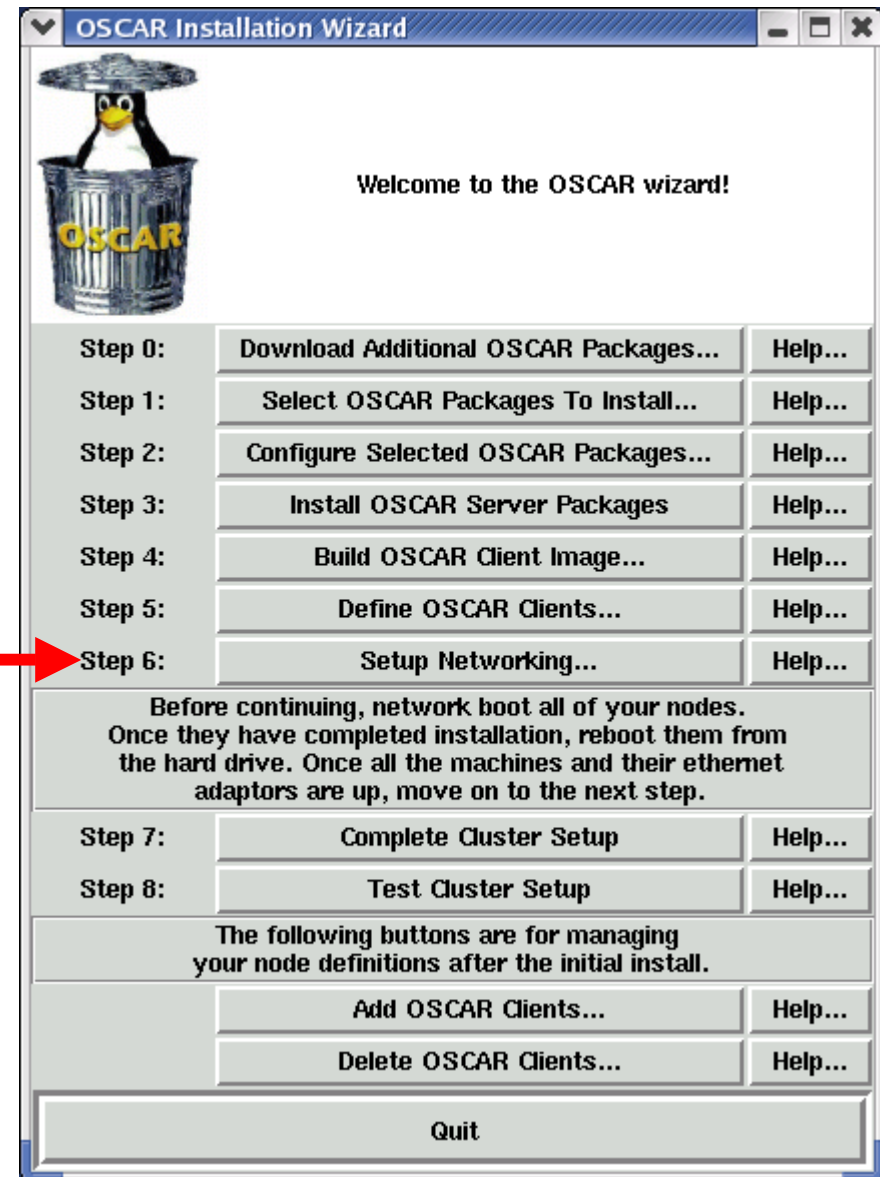 OSCAR Installation Wizard
OSCAR
Welcome to the OSCAR wizard!
Step 0: Download Additional OSCAR Packages... Help...
Step 1: Select OSCAR Packages To Install... Help...
Step 2: Configure Selected OSCAR Packages... Help...
Step 3: Install OSCAR Server Packages Help...
Step 4: Build OSCAR Client Image... Help...
Step 5: Define OSCAR Clients... Help...
Step 6: Setup Networking... Help...
Before continuing, network boot all of your nodes.
Once they have completed installation, reboot them from
the hard drive. Once all the machines and their ethernet
adaptors are up, move on to the next step.
Step 7: Complete Cluster Setup Help...
Step 8: Test Cluster Setup Help...
The following buttons are for managing
your node definitions after the initial install.
Add OSCAR Clients... Help...
Delete OSCAR Clients... Help...
Quit